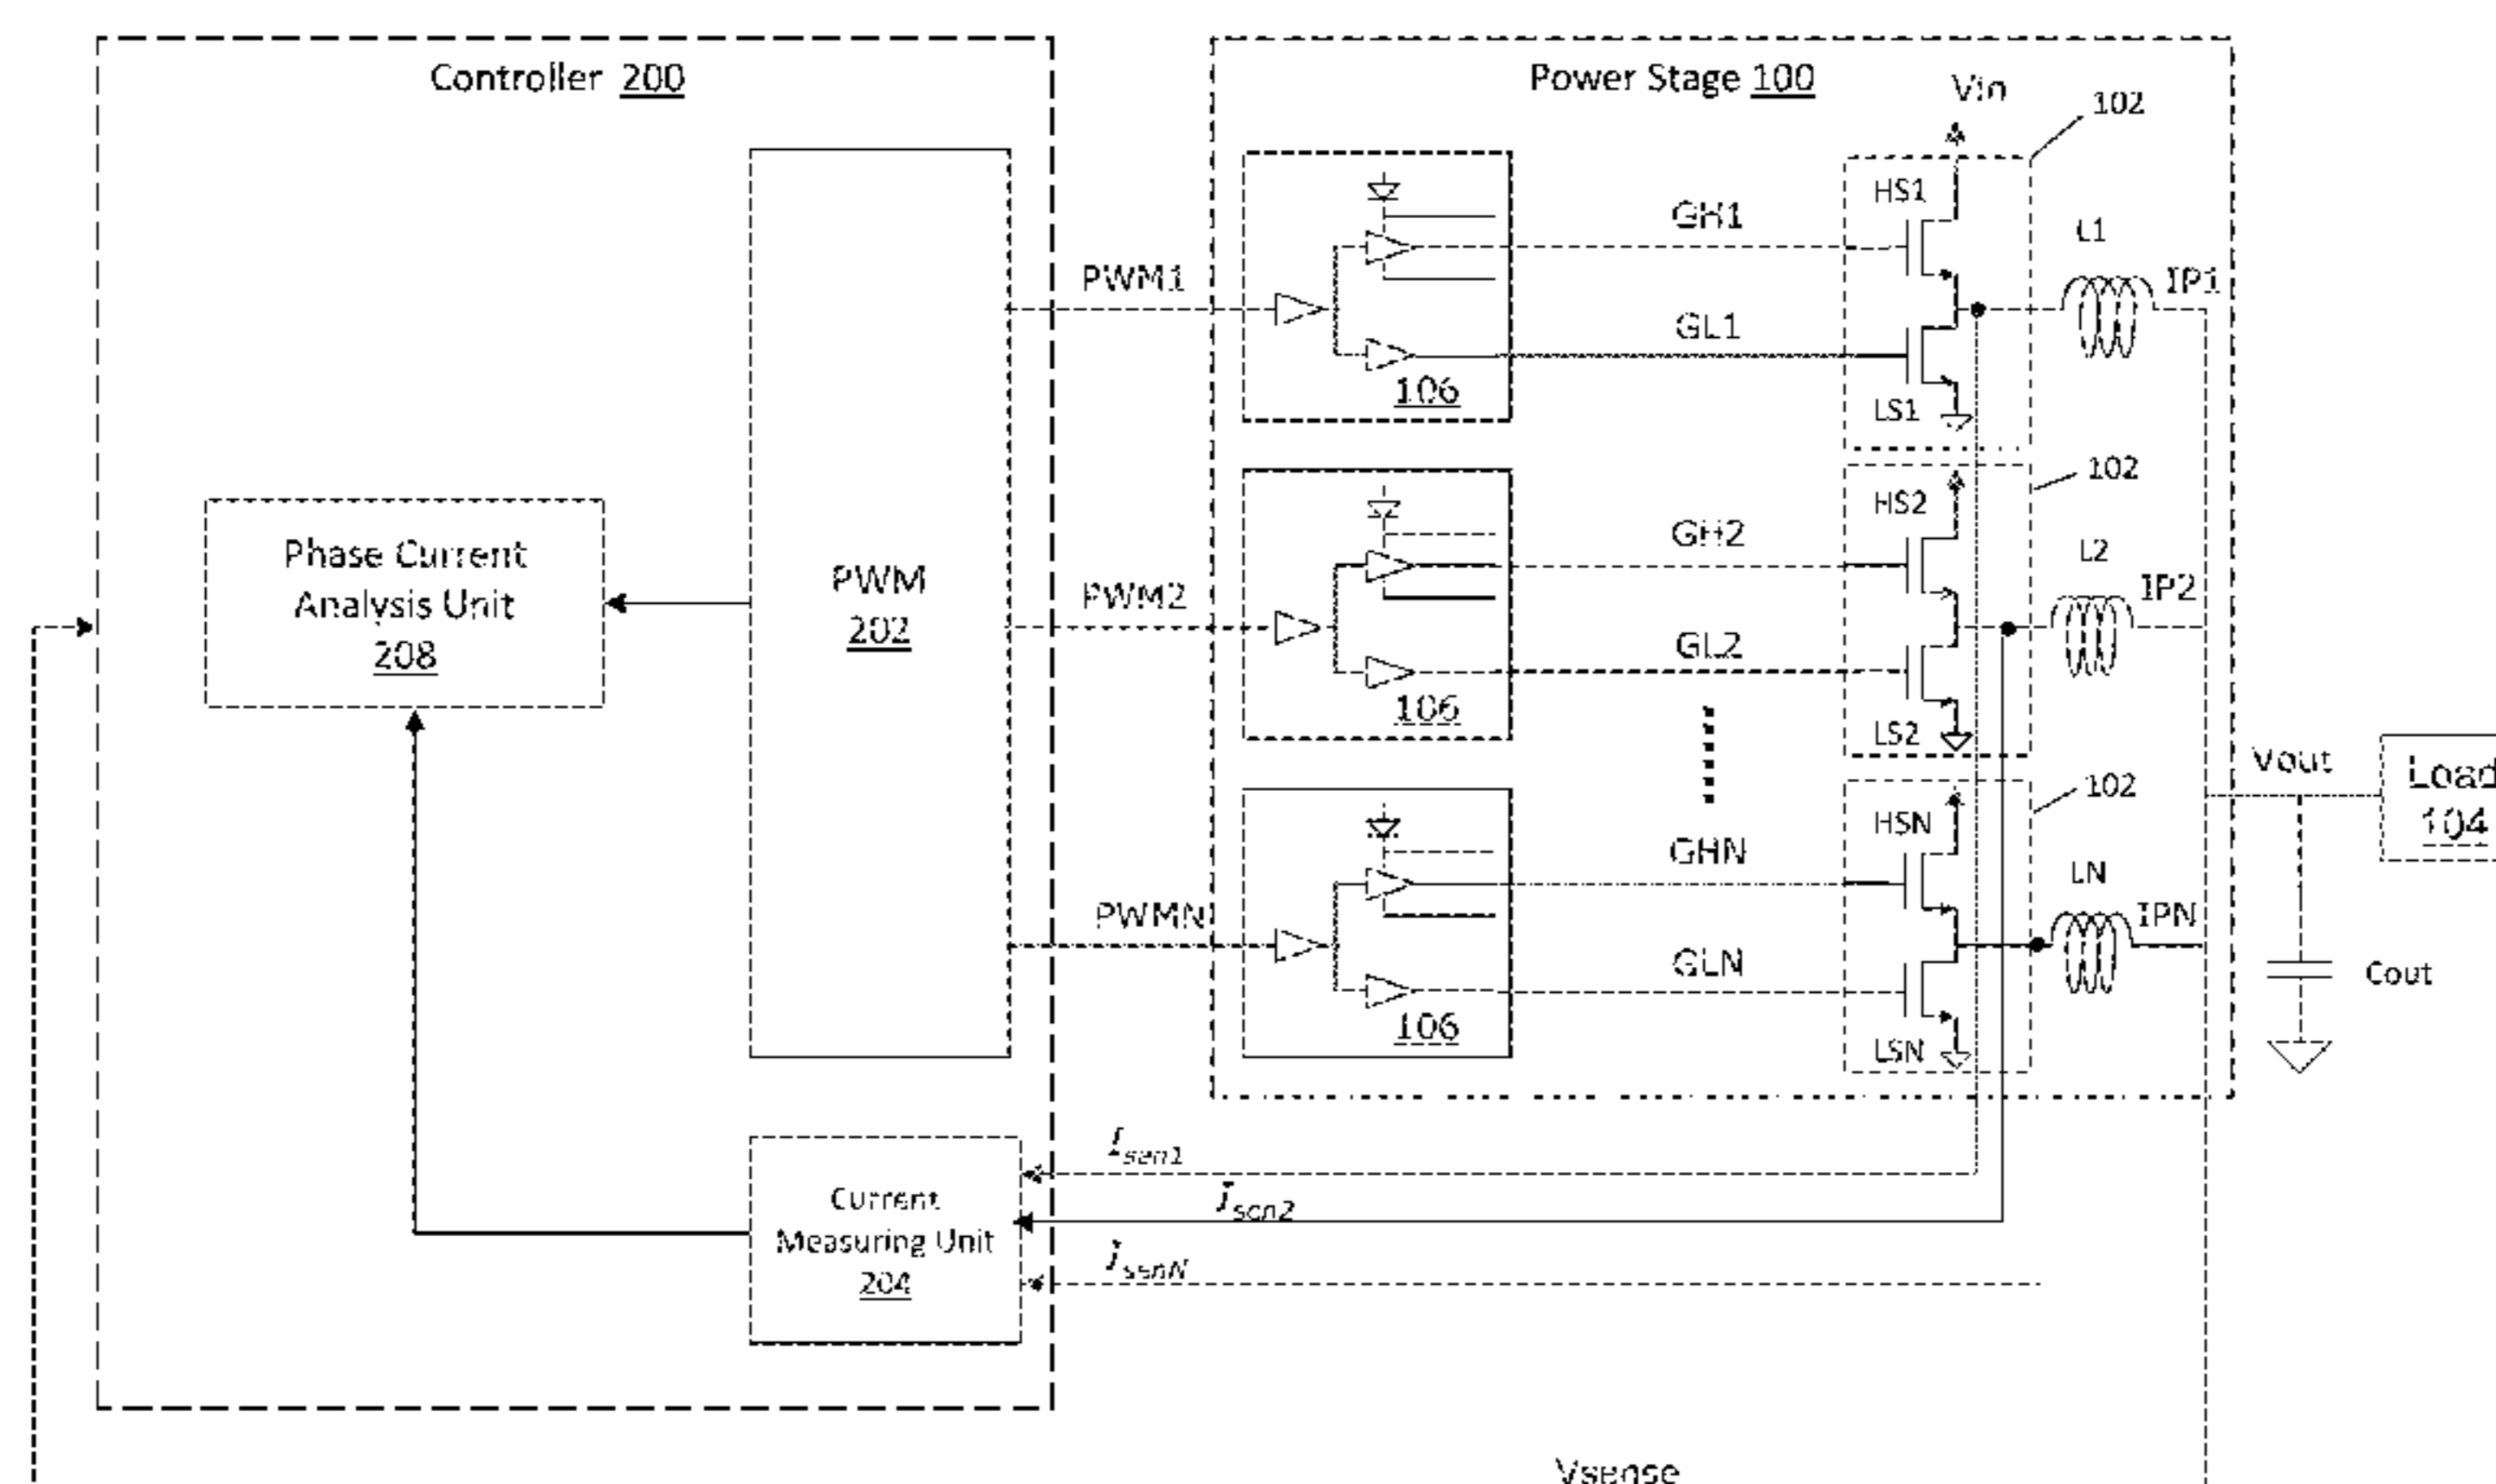 Controller 200
Power Stage 100
Vin
102
HS1
GH1
L1
IP1
PWM1
GL1
106
LS1
102
HS2
GH2
L2
IP2
Phase Current
Analysis Unit
208
PWM
202
PWM2
GL2
106
LS2
102
Vout
Load
104
HSN
GHN
LN
IPN
PWMN
GLN
Cout
106
LSN
Isen1
Current
Measuring Unit
204
Isen2
IsenN
Vsense